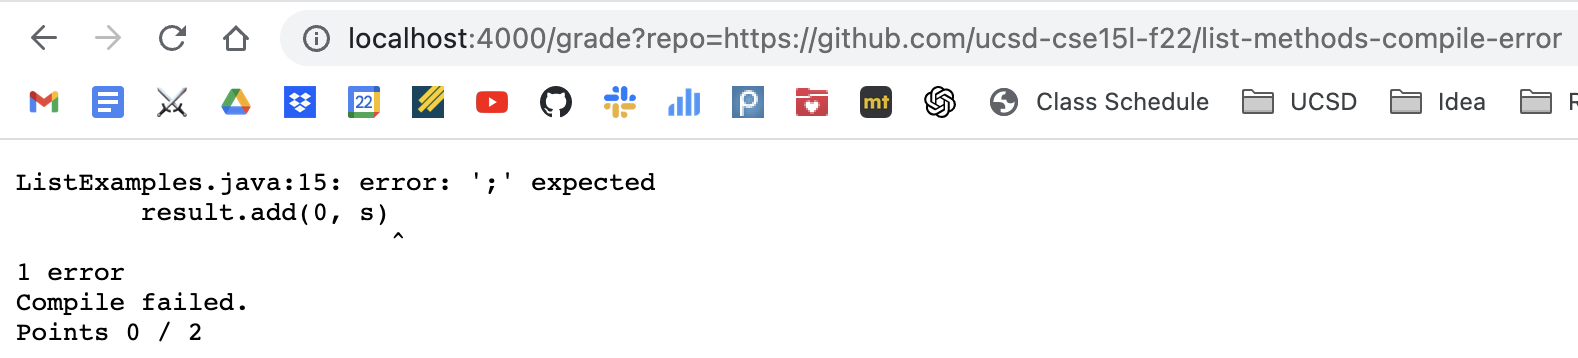 localhost:4000/grade?repo=https://github.com/ucsd-cse15l-f22/list-methods-compile-error
22 mt Class Schedule UCSD Idea R
ListExamples.java:15: error: ';' expected
result.add(0, s)
^
1 error
Compile failed.
Points 0 / 2